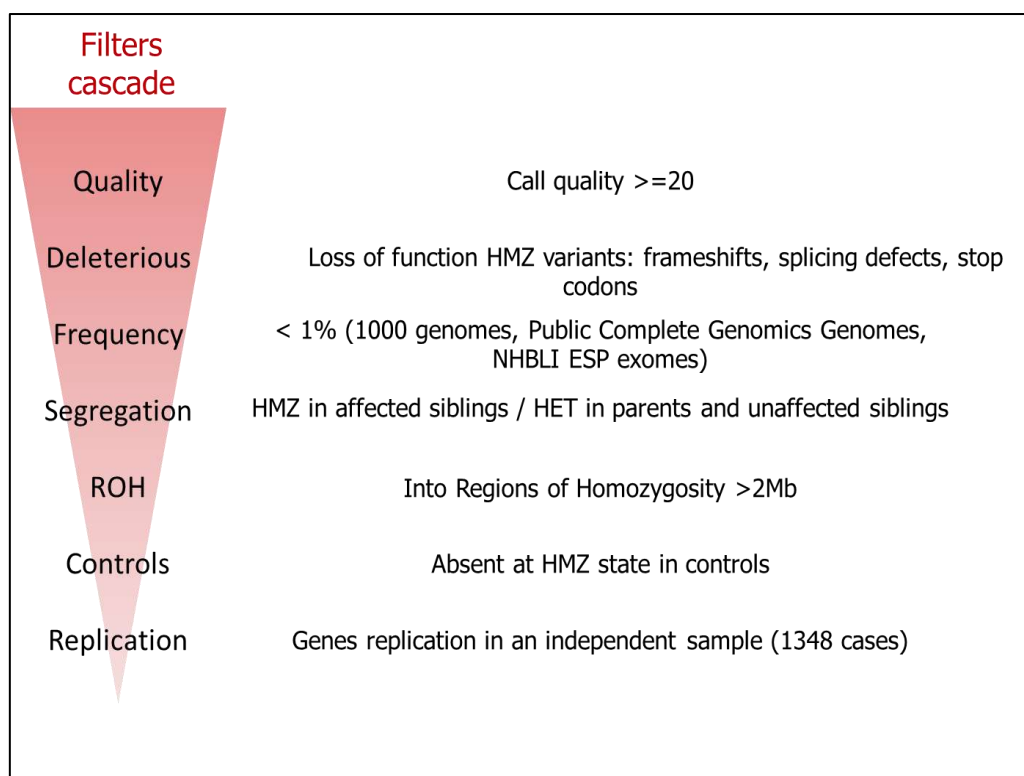 Filters
cascade
Quality
Call quality >=20
Deleterious
Loss of function HMZ variants: frameshifts, splicing defects, stop
codons
Frequency
< 1% (1000 genomes, Public Complete Genomics Genomes,
NHBLI ESP exomes)
Segregation
HMZ in affected siblings / HET in parents and unaffected siblings
ROH
Into Regions of Homozygosity >2Mb
Controls
Absent at HMZ state in controls
Replication
Genes replication in an independent sample (1348 cases)